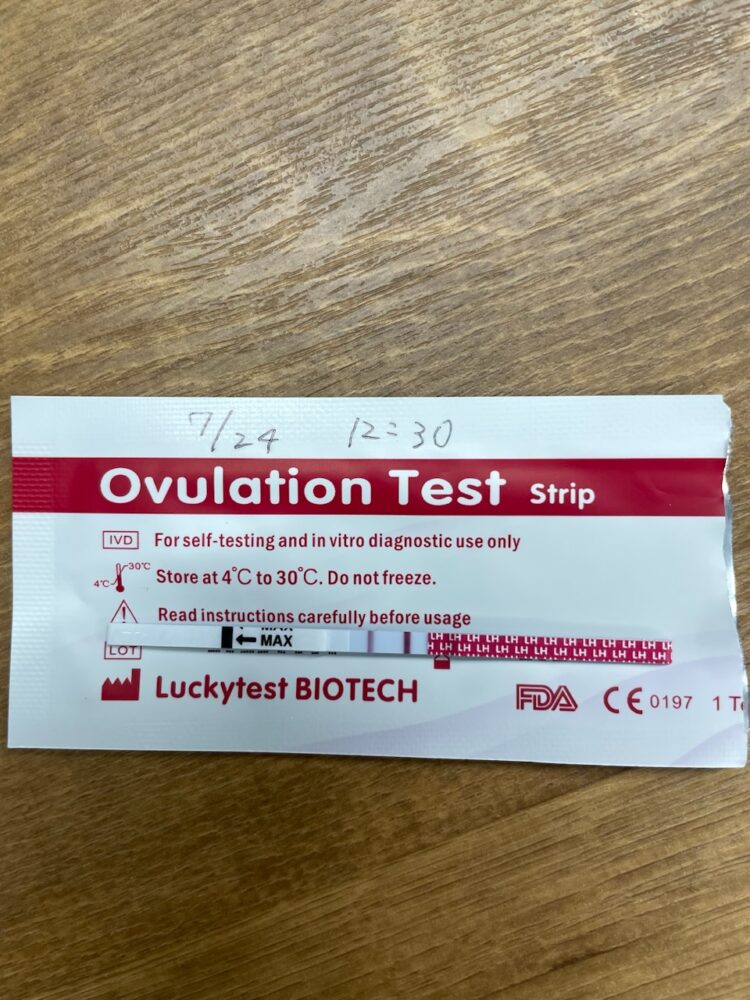 7/24 12:30
Ovulation Test Strip
IVD For self-testing and in vitro diagnostic use only
4°C 30°C Store at 4°C to 30°C. Do not freeze.
Read instructions carefully before usage
MAX
LH LH LH LH LH LH LH LH LH LH LH LH
LOT
Luckytest BIOTECH
FDA CE 0197 1